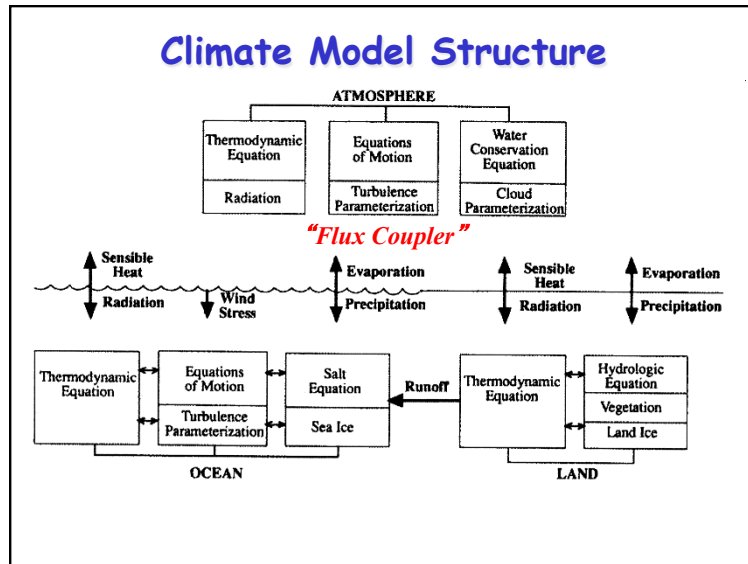 Climate Model Structure
ATMOSPHERE
Thermodynamic
Equation
Radiation
Equations
of Motion
Turbulence
Parameterization
Water
Conservation
Equation
Cloud
Parameterization
“Flux Coupler”
Sensible
Heat
Radiation
Wind
Stress
Evaporation
Precipitation
Sensible
Heat
Radiation
Evaporation
Precipitation
Thermodynamic
Equation
Equations
of Motion
Turbulence
Parameterization
Salt
Equation
Sea Ice
OCEAN
Runoff
Thermodynamic
Equation
Hydrologic
Equation
Vegetation
Land Ice
LAND